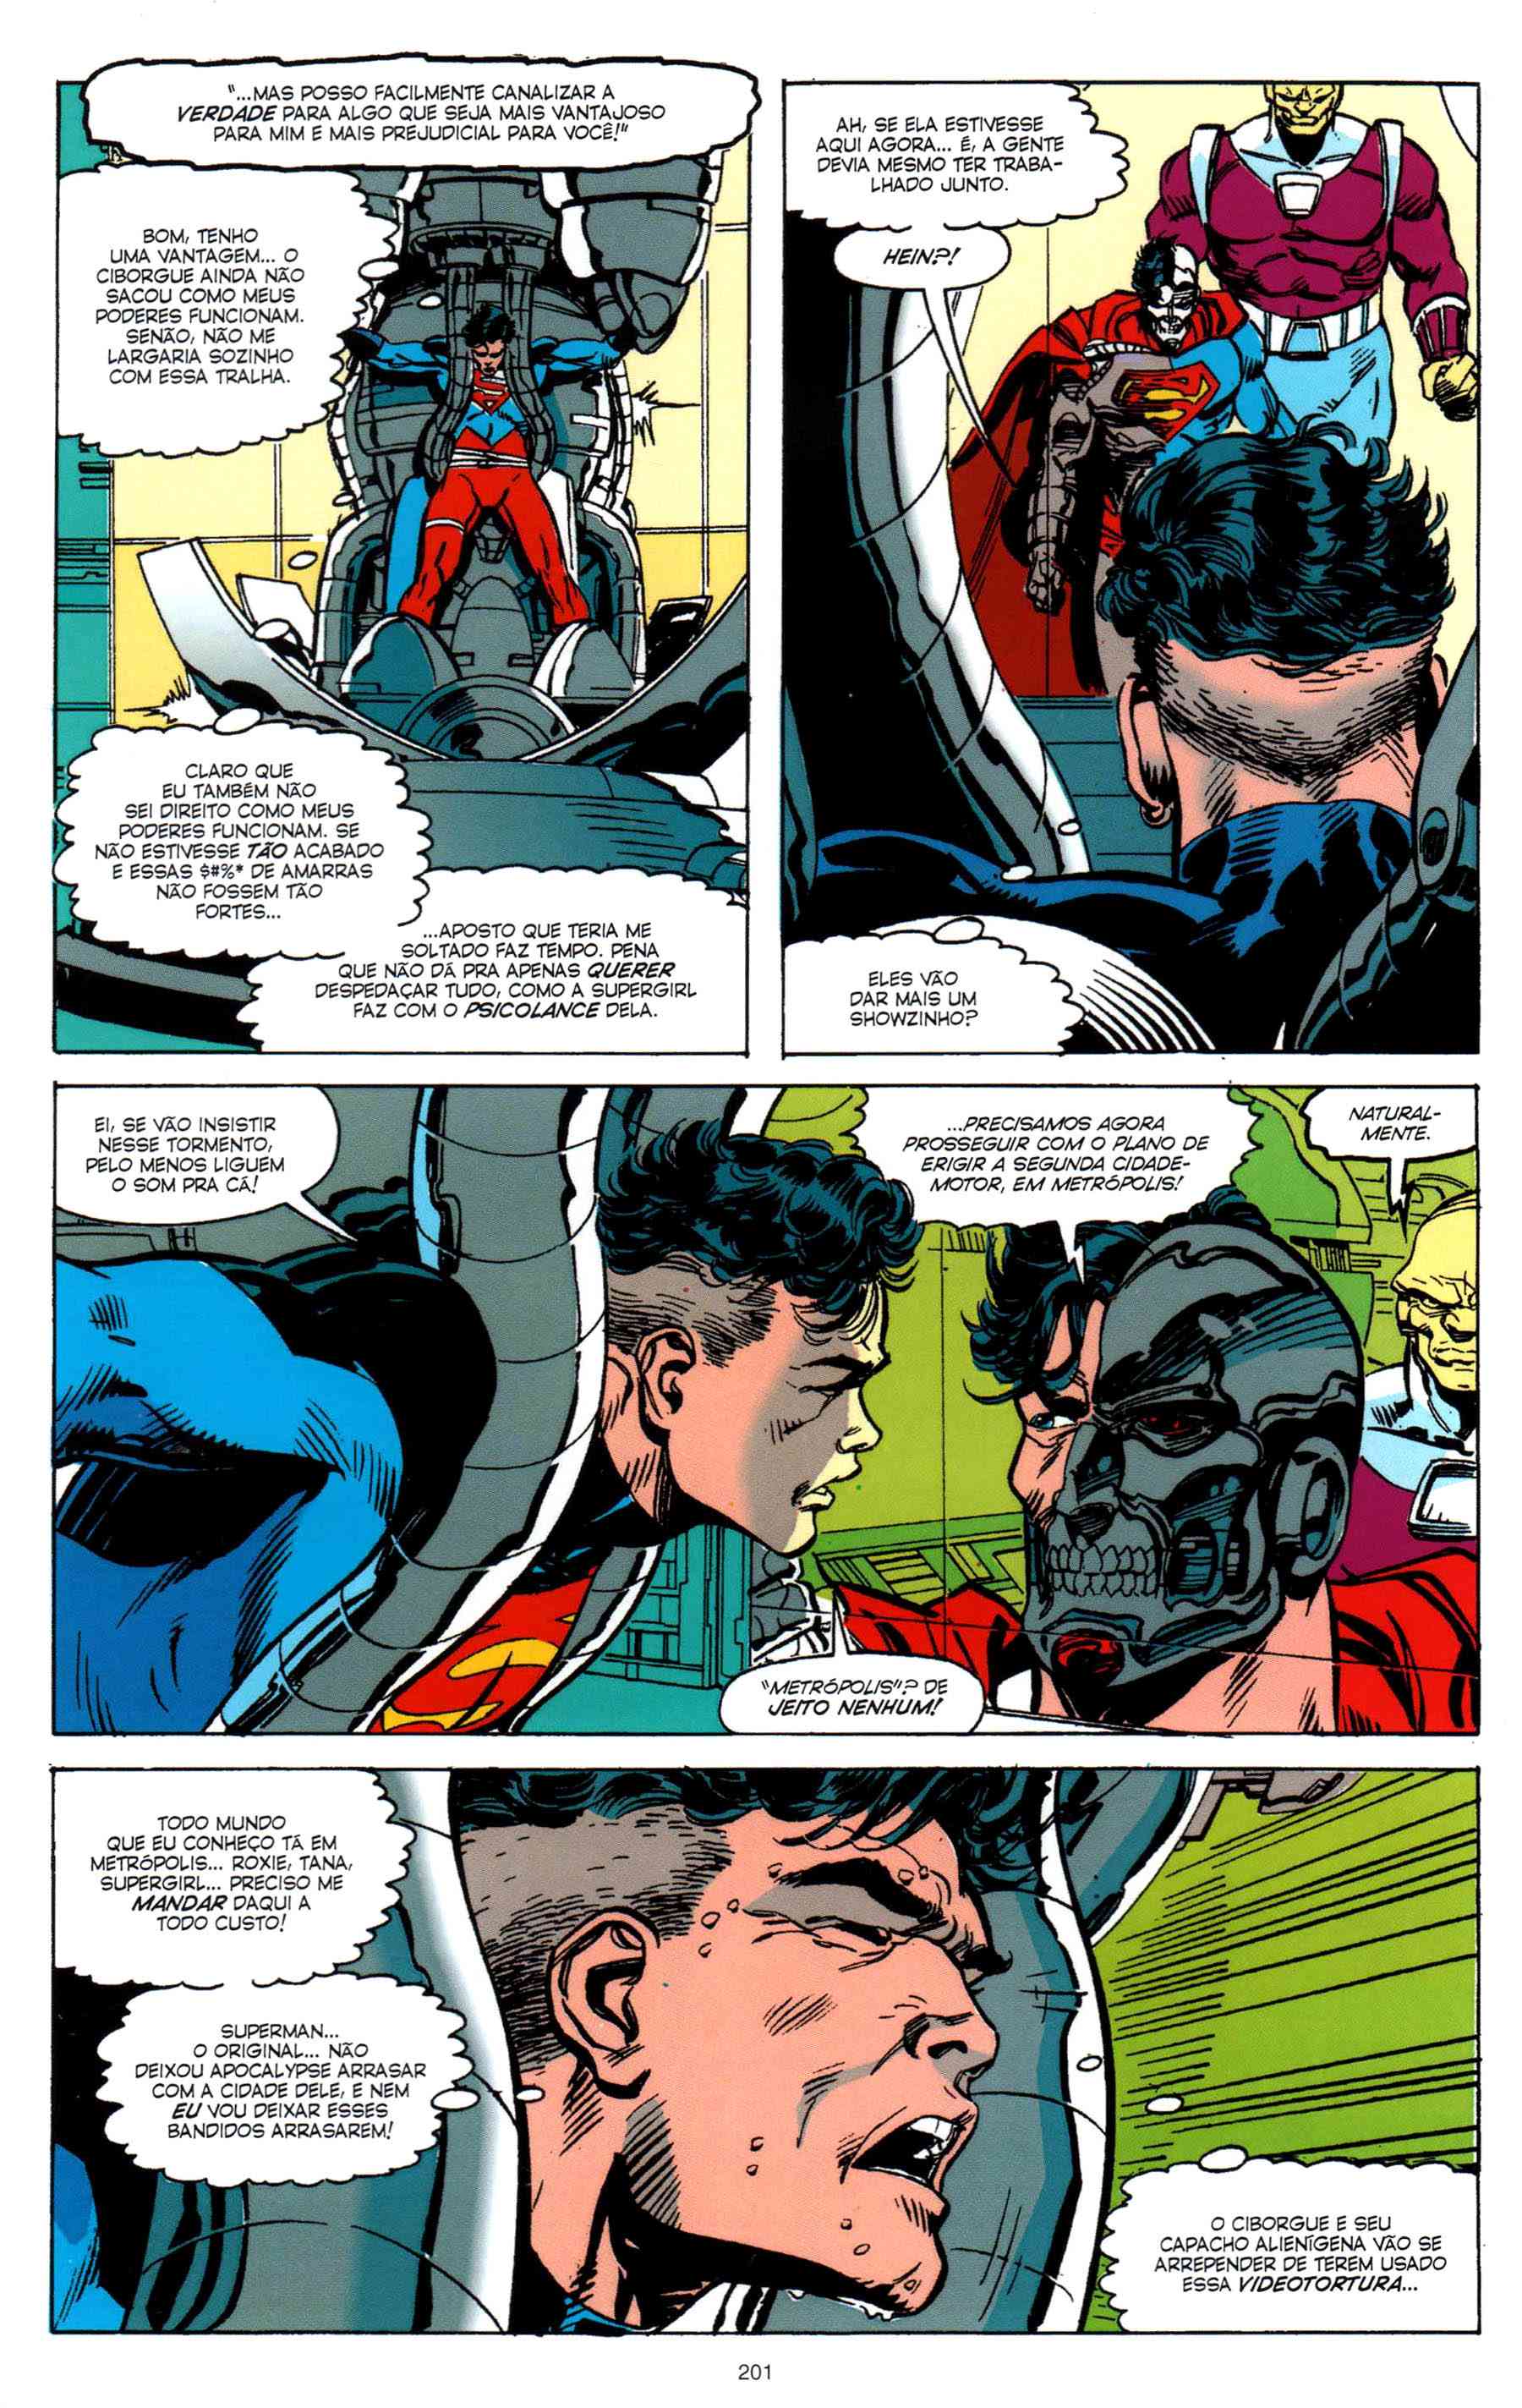 "...MAS POSSO FACILMENTE CANALIZAR A
VERDADE PARA ALGO QUE SEJA MAIS VANTAJOSO
PARA MIM E MAIS PREJUDICIAL PARA VOCÊ!"
BOM, TENHO
UMA VANTAGEM... O
CIBORGUE AINDA NÃO
SACOU COMO MEUS
PODERES FUNCIONAM.
SENÃO, NÃO ME
LARGARIA SOZINHO
COM ESSA TRALHA.
CLARO QUE
EU TAMBÉM NÃO
SEI DIREITO COMO MEUS
PODERES FUNCIONAM. SE
NÃO ESTIVESSE TÃO ACABADO
E ESSAS $#%* DE AMARRAS
NÃO FOSSEM TÃO
FORTES...
...APOSTO QUE TERIA ME
SOLTADO FAZ TEMPO. PENA
QUE NÃO DÁ PRA APENAS QUERER
DESPEDAÇAR TUDO, COMO A SUPERGIRL
FAZ COM O PSICOLANCE DELA.
AH, SE ELA ESTIVESSE
AQUI AGORA... É, A GENTE
DEVIA MESMO TER TRABA-
LHADO JUNTO.
HEIN?!
ELES VÃO
DAR MAIS UM
SHOWZINHO?
EI, SE VÃO INSISTIR
NESSE TORMENTO,
PELO MENOS LIGUEM
O SOM PRA CÁ!
...PRECISAMOS AGORA
PROSSEGUIR COM O PLANO DE
ERIGIR A SEGUNDA CIDADE-
MOTOR, EM METRÓPOLIS!
NATURAL-
MENTE.
"METRÓPOLIS"? DE
JEITO NENHUM!
TODO MUNDO
QUE EU CONHEÇO TÁ EM
METRÓPOLIS... ROXIE, TANA,
SUPERGIRL... PRECISO ME
MANDAR DAQUI A
TODO CUSTO!
SUPERMAN...
O ORIGINAL... NÃO
DEIXOU APOCALYPSE ARRASAR
COM A CIDADE DELE, E NEM
EU VOU DEIXAR ESSES
BANDIDOS ARRASAREM!
O CIBORGUE E SEU
CAPACHO ALIENÍGENA VÃO SE
ARREPENDER DE TEREM USADO
ESSA VIDEOTORTURA...
201